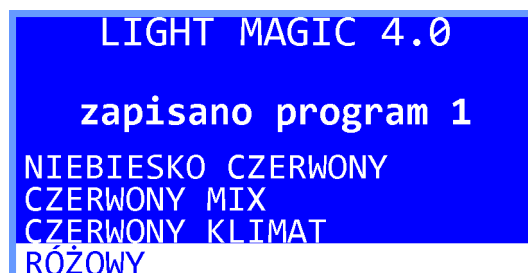 LIGHT MAGIC 4.0
zapisano program 1
NIEBIESKO CZERWONY
CZERWONY MIX
CZERWONY KLIMAT
RÓŻOWY